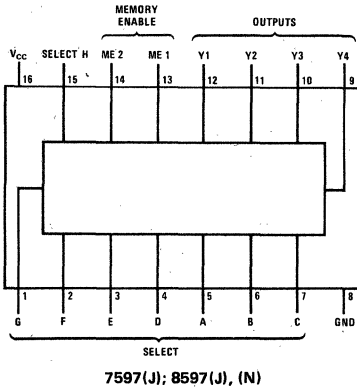 MEMORY
ENABLE OUTPUTS
VCC SELECT H ME 2 ME 1 Y1 Y2 Y3 Y4
16 15 14 13 12 11 10 9
1 2 3 4 5 6 7 8
G F E D A B C GND
SELECT
7597(J); 8597(J), (N)